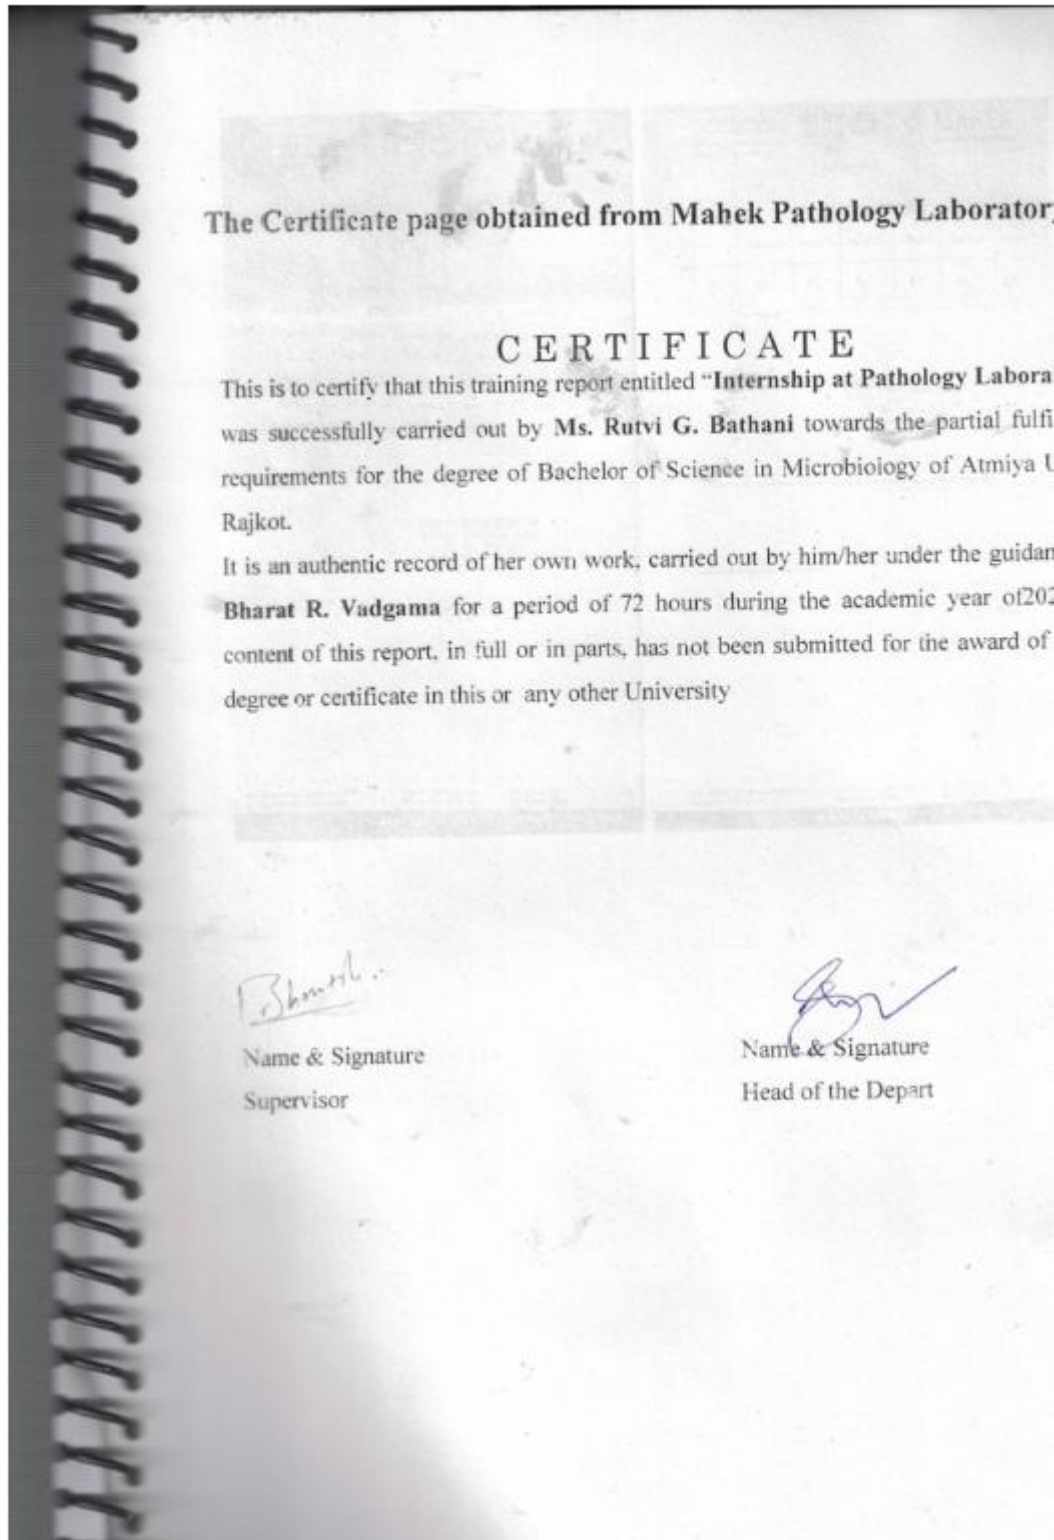 The Certificate page obtained from Mahek Pathology Laborator
CERTIFICATE
This is to certify that this training report entitled "Internship at Pathology Labora
was successfully carried out by Ms. Rutvi G. Bathani towards the partial fulfi
requirements for the degree of Bachelor of Science in Microbioiogy of Atmiya U
Rajkot.
It is an authentic record of her own work, carried out by him/her under the guidan
Bharat R. Vadgama for a period of 72 hours during the academic year of202
content of this report, in full or in parts, has not been submitted for the award of
degree or certificate in this or any other University
Name & Signature
Supervisor
Name & Signature
Head of the Depart